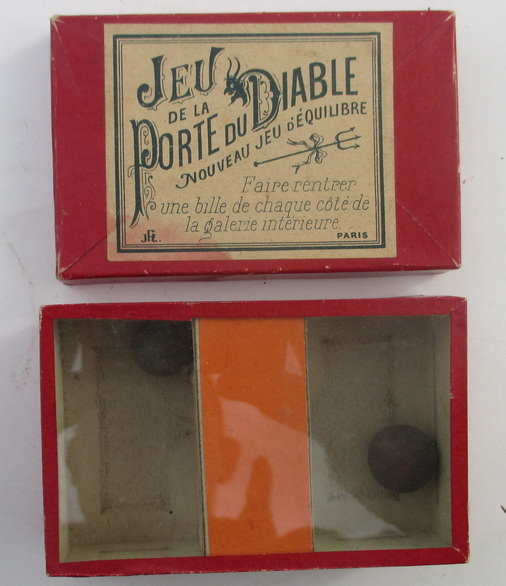 JEU
DE LA
PORTE DU DIABLE
NOUVEAU JEU D'ÉQUILIBRE
Faire rentrer
une bille de chaque côté de
la galerie intérieure.
PARIS